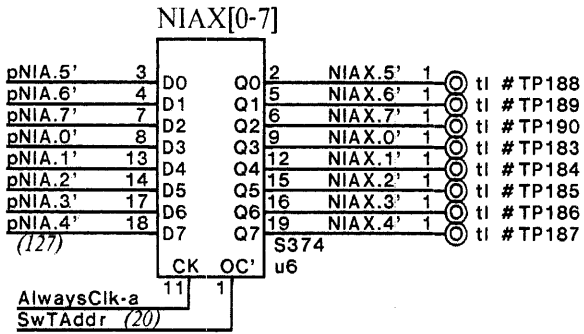 NIAX[0-7]
pNIA.5' 3 D0 Q0 2 NIAX.5' 1 tl #TP188
pNIA.6' 4 D1 Q1 5 NIAX.6' 1 tl #TP189
pNIA.7' 7 D2 Q2 6 NIAX.7' 1 tl #TP190
pNIA.0' 8 D3 Q3 9 NIAX.0' 1 tl #TP183
pNIA.1' 13 D4 Q4 12 NIAX.1' 1 tl #TP184
pNIA.2' 14 D5 Q5 15 NIAX.2' 1 tl #TP185
pNIA.3' 17 D6 Q6 16 NIAX.3' 1 tl #TP186
pNIA.4' 18 D7 Q7 19 NIAX.4' 1 tl #TP187
(127) S374
CK OC' u6
11 1
AlwaysClk-a
SwTAddr (20)